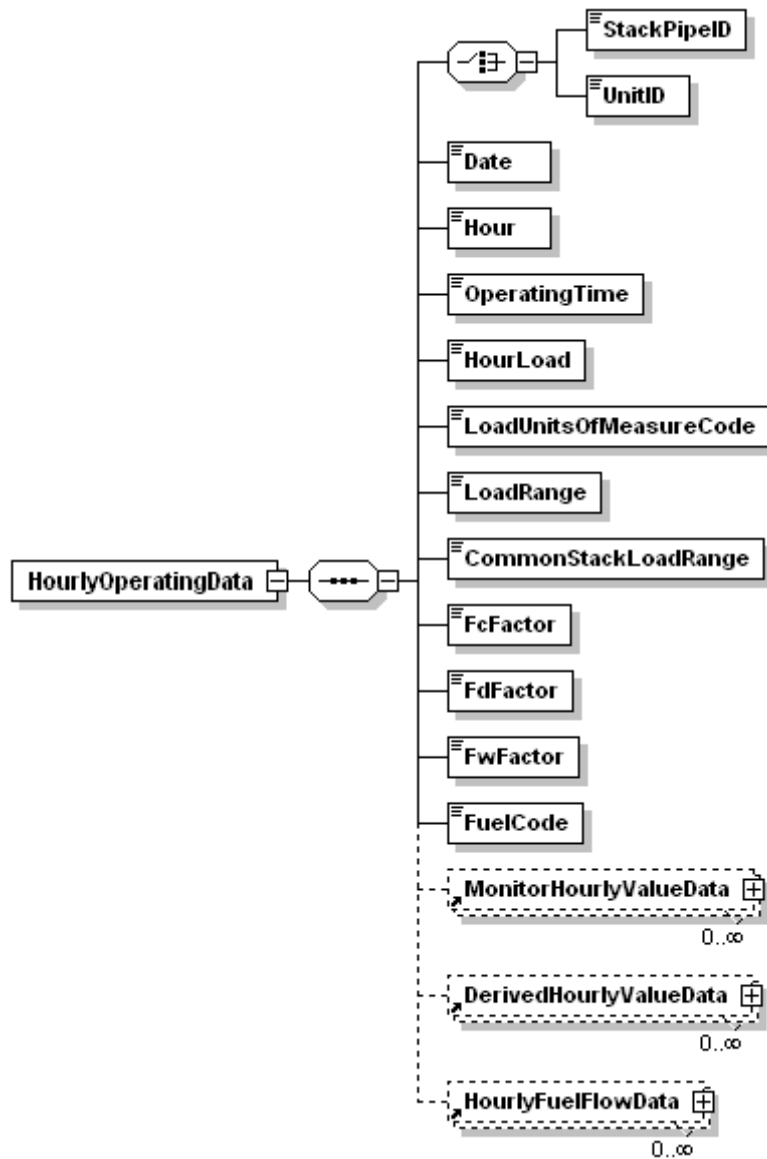 StackPipeID
UnitID
Date
Hour
OperatingTime
HourLoad
LoadUnitsOfMeasureCode
LoadRange
CommonStackLoadRange
HourlyOperatingData
FcFactor
FdFactor
FwFactor
FuelCode
MonitorHourlyValueData
0..∞
DerivedHourlyValueData
0..∞
HourlyFuelFlowData
0..∞